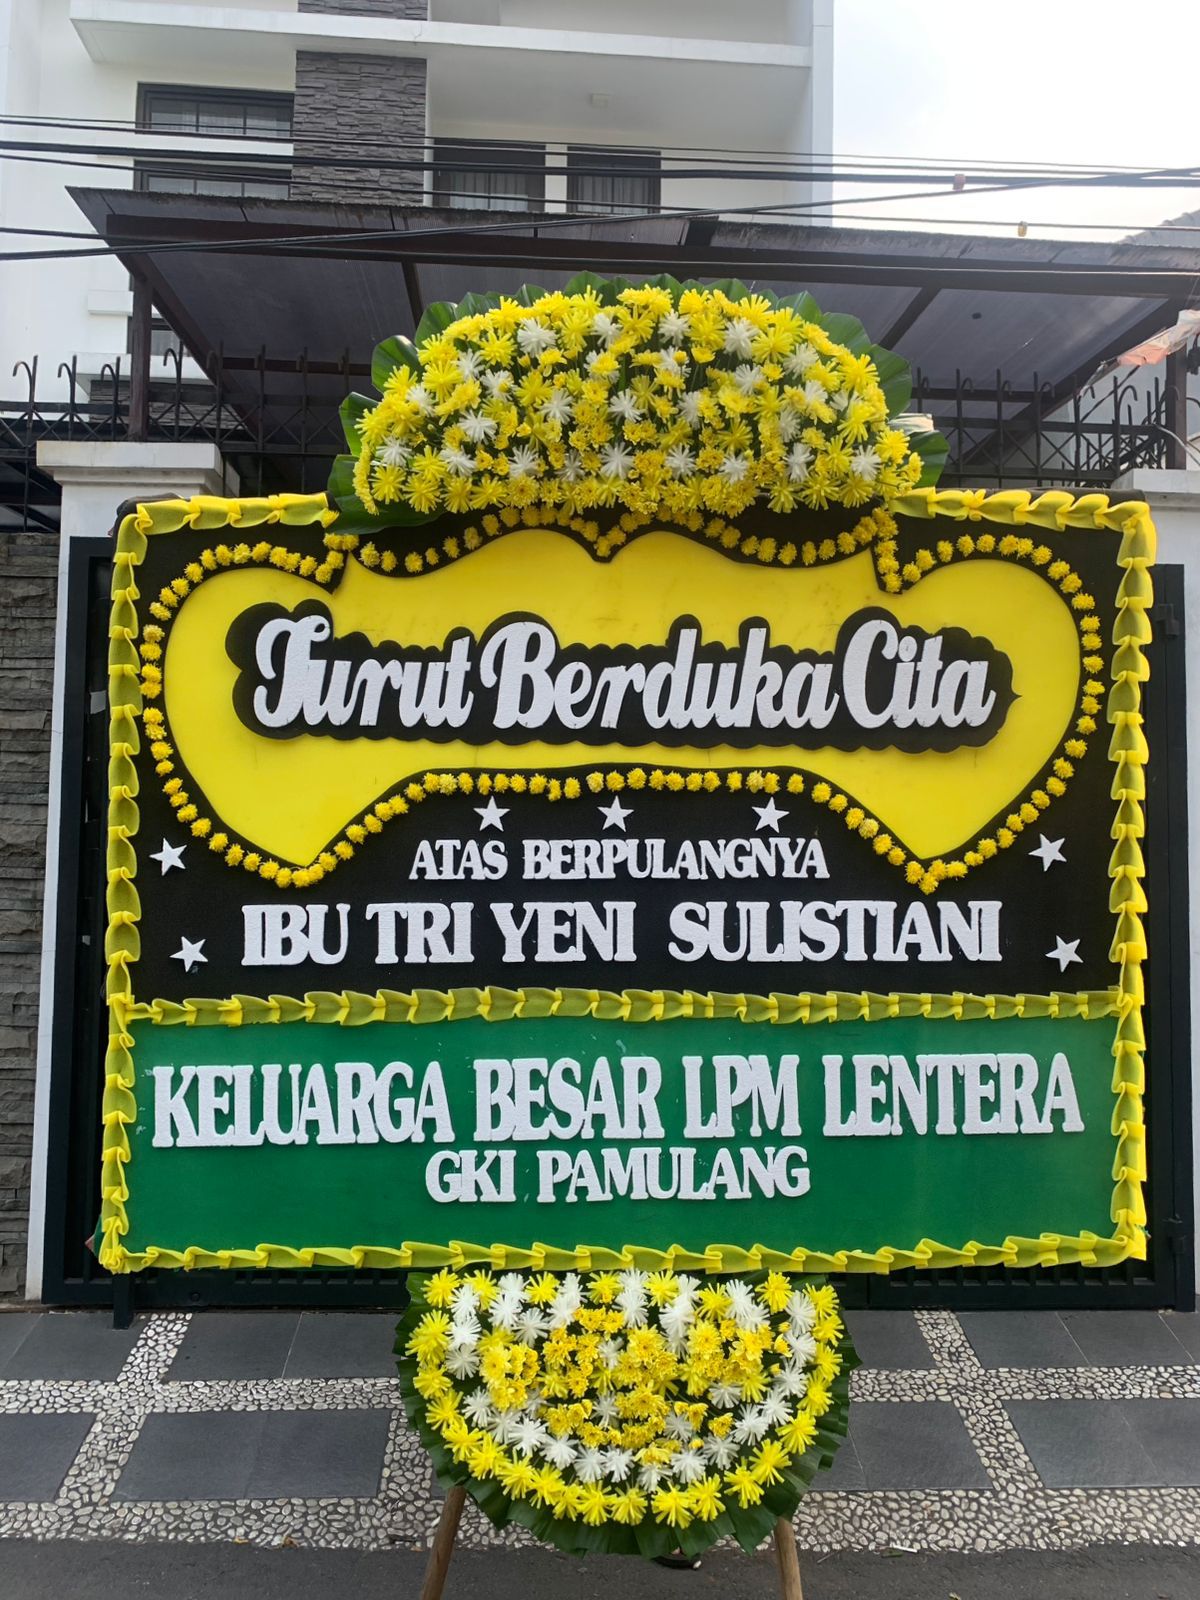 Turut Berduka Cita
ATAS BERPULANGNYA
IBU TRI YENI SULISTIANI
KELUARGA BESAR LPM LENTERA
GKI PAMULANG